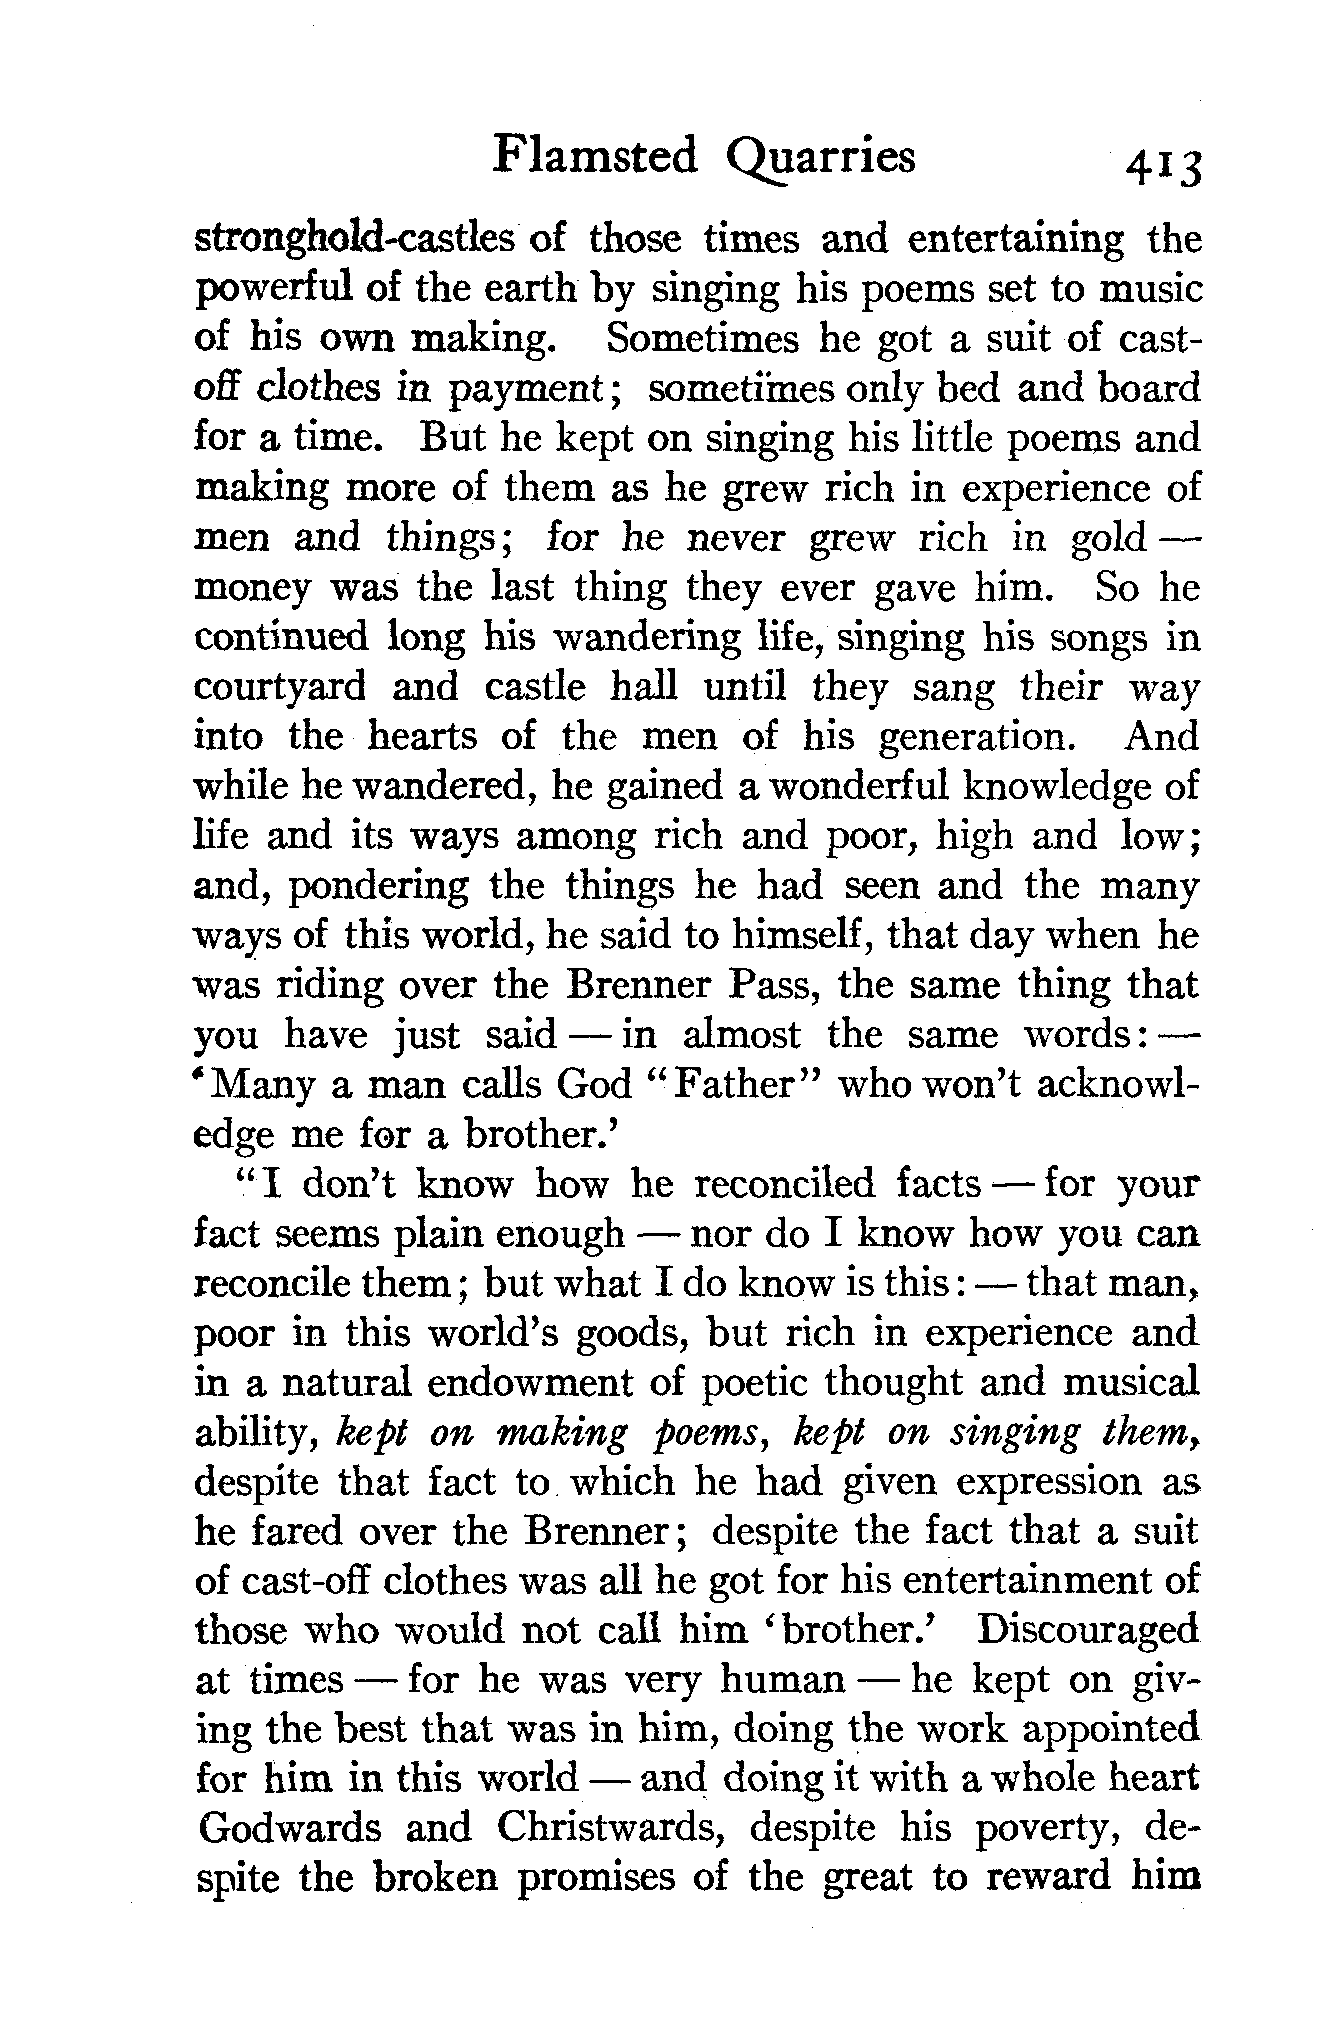 Flamsted Quarries 413
stronghold-castles of those times and entertaining the
powerful of the earth by singing his poems set to music
of his own making. Sometimes he got a suit of cast-
off clothes in payment; sometimes only bed and board
for a time. But he kept on singing his little poems and
making more of them as he grew rich in experience of
men and things; for he never grew rich in gold —
money was the last thing they ever gave him. So he
continued long his wandering life, singing his songs in
courtyard and castle hall until they sang their way
into the hearts of the men of his generation. And
while he wandered, he gained a wonderful knowledge of
life and its ways among rich and poor, high and low;
and, pondering the things he had seen and the many
ways of this world, he said to himself, that day when he
was riding over the Brenner Pass, the same thing that
you have just said — in almost the same words: —
‘Many a man calls God “Father” who won’t acknowl-
edge me for a brother.’
“I don’t know how he reconciled facts — for your
fact seems plain enough — nor do I know how you can
reconcile them; but what I do know is this: — that man,
poor in this world’s goods, but rich in experience and
in a natural endowment of poetic thought and musical
ability, kept on making poems, kept on singing them,
despite that fact to which he had given expression as
he fared over the Brenner; despite the fact that a suit
of cast-off clothes was all he got for his entertainment of
those who would not call him ‘brother.’ Discouraged
at times — for he was very human — he kept on giv-
ing the best that was in him, doing the work appointed
for him in this world — and doing it with a whole heart
Godwards and Christwards, despite his poverty, de-
spite the broken promises of the great to reward him